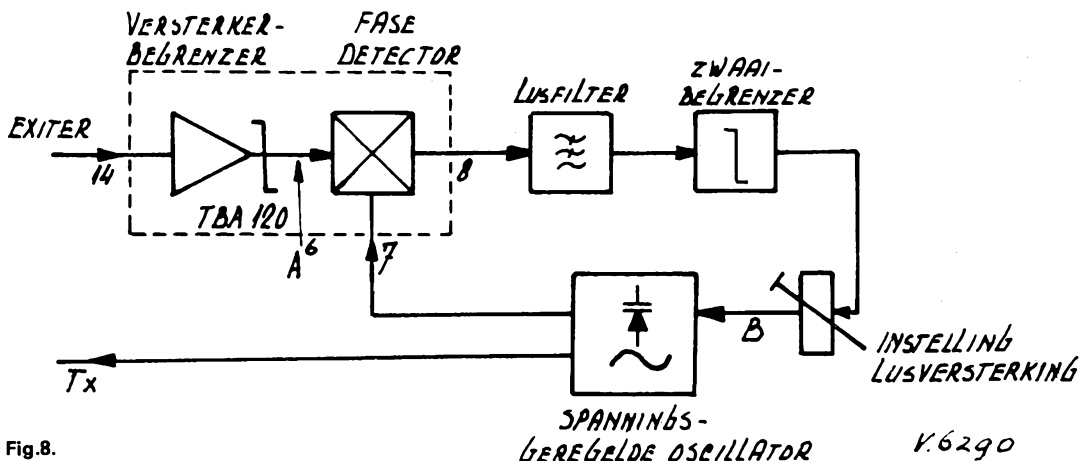 VERSTERKER-
BEGRENZER
FASE
DETECTOR
LUSFILTER
ZWAAI-
BEGRENZER
EXITER
14
8
TBA 120
A
6
7
B
INSTELLING
LUSVERSTERKING
Tx
SPANNINGS-
GEREGELDE OSCILLATOR
Fig.8.
V.6290